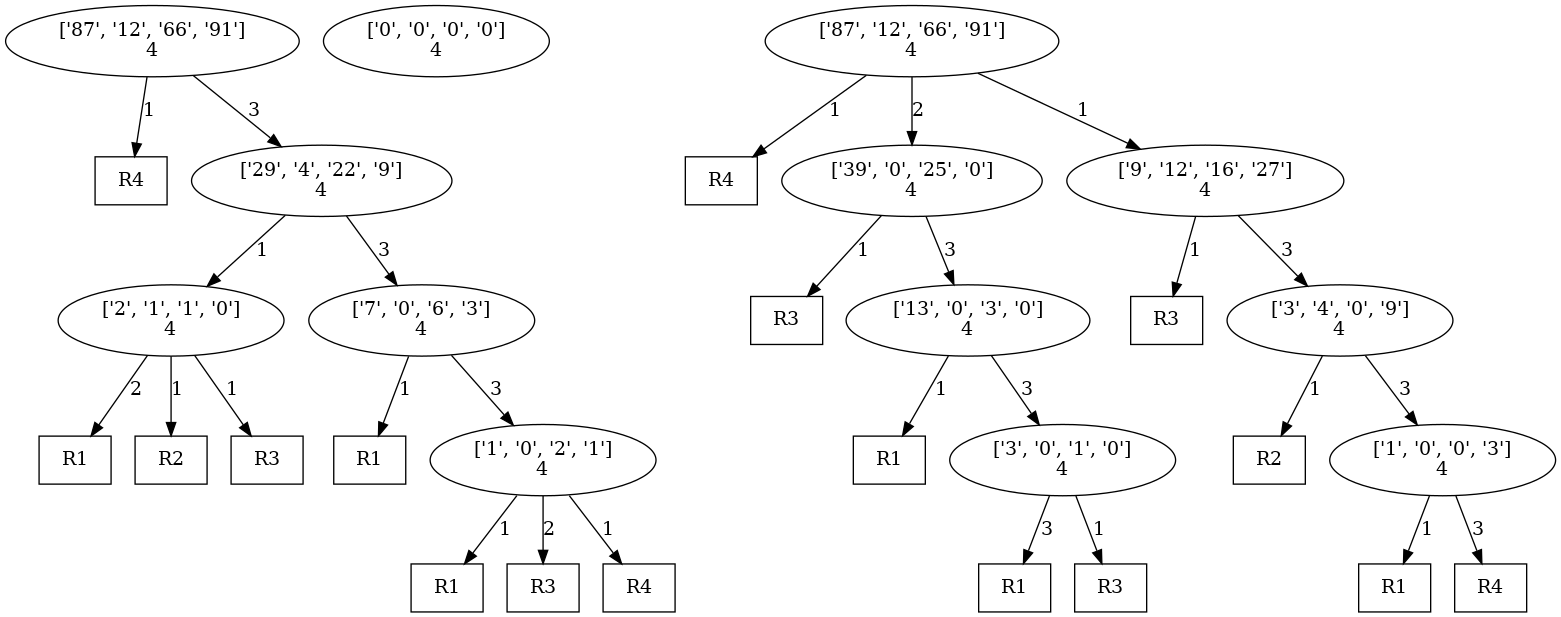 ['87', '12', '66', '91']
4
['0', '0', '0', '0']
4
['87', '12', '66', '91']
4
1
3
1
2
1
R4
['29', '4', '22', '9']
4
R4
['39', '0', '25', '0']
4
['9', '12', '16', '27']
4
1
3
1
3
1
3
['2', '1', '1', '0']
4
['7', '0', '6', '3']
4
R3
['13', '0', '3', '0']
4
R3
['3', '4', '0', '9']
4
2
1
1
1
3
1
3
1
3
R1
R2
R3
R1
['1', '0', '2', '1']
4
R1
['3', '0', '1', '0']
4
R2
['1', '0', '0', '3']
4
1
2
1
3
1
1
3
R1
R3
R4
R1
R3
R1
R4